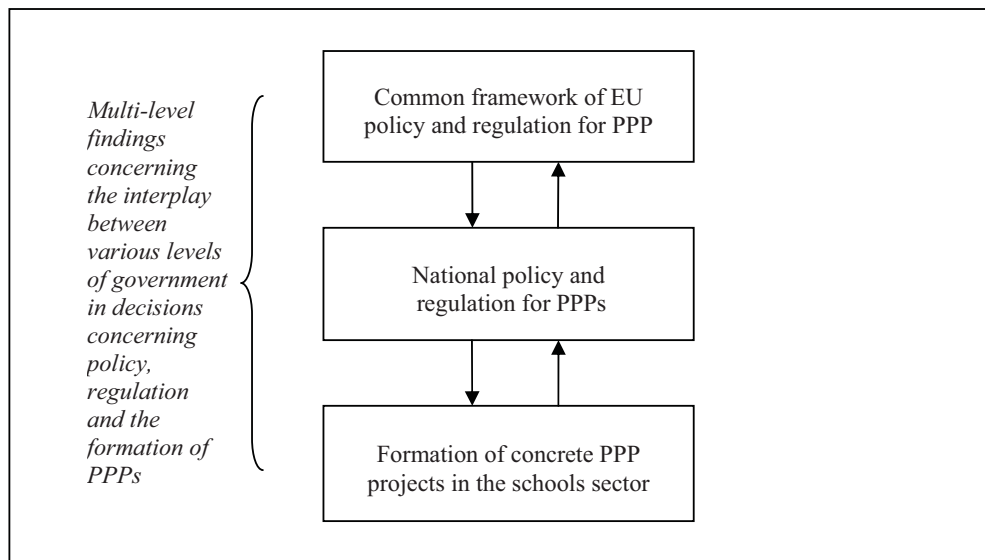 Multi-level
findings
concerning
the interplay
between
various levels
of government
in decisions
concerning
policy,
regulation
and the
formation of
PPPs
Common framework of EU
policy and regulation for PPP
National policy and
regulation for PPPs
Formation of concrete PPP
projects in the schools sector